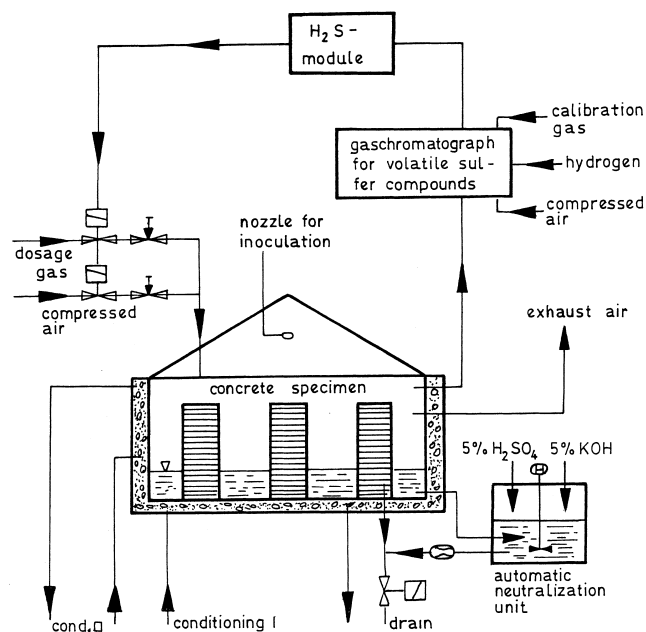 H2S-
module
calibration
gas
gaschromatograph
for volatile sul-
fer compounds
hydrogen
compressed
air
nozzle for
inoculation
dosage
gas
compressed
air
exhaust air
concrete specimen
5% H2SO4 5% KOH
M
automatic
neutralization
unit
cond.
conditioning I
drain